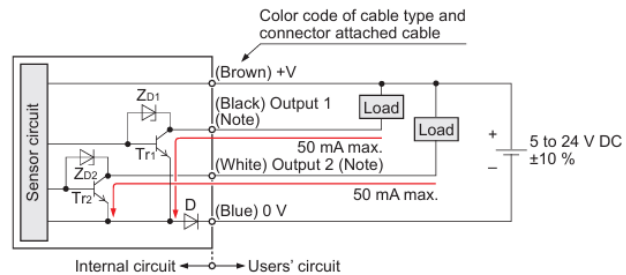 Color code of cable type and
connector attached cable
(Brown) +V
ZD1
(Black) Output 1
(Note)
Load
Load
Sensor circuit
Tr1
50 mA max.
+
5 to 24 V DC
±10 %
−
ZD2
(White) Output 2 (Note)
Tr2
50 mA max.
D
(Blue) 0 V
Internal circuit
Users' circuit